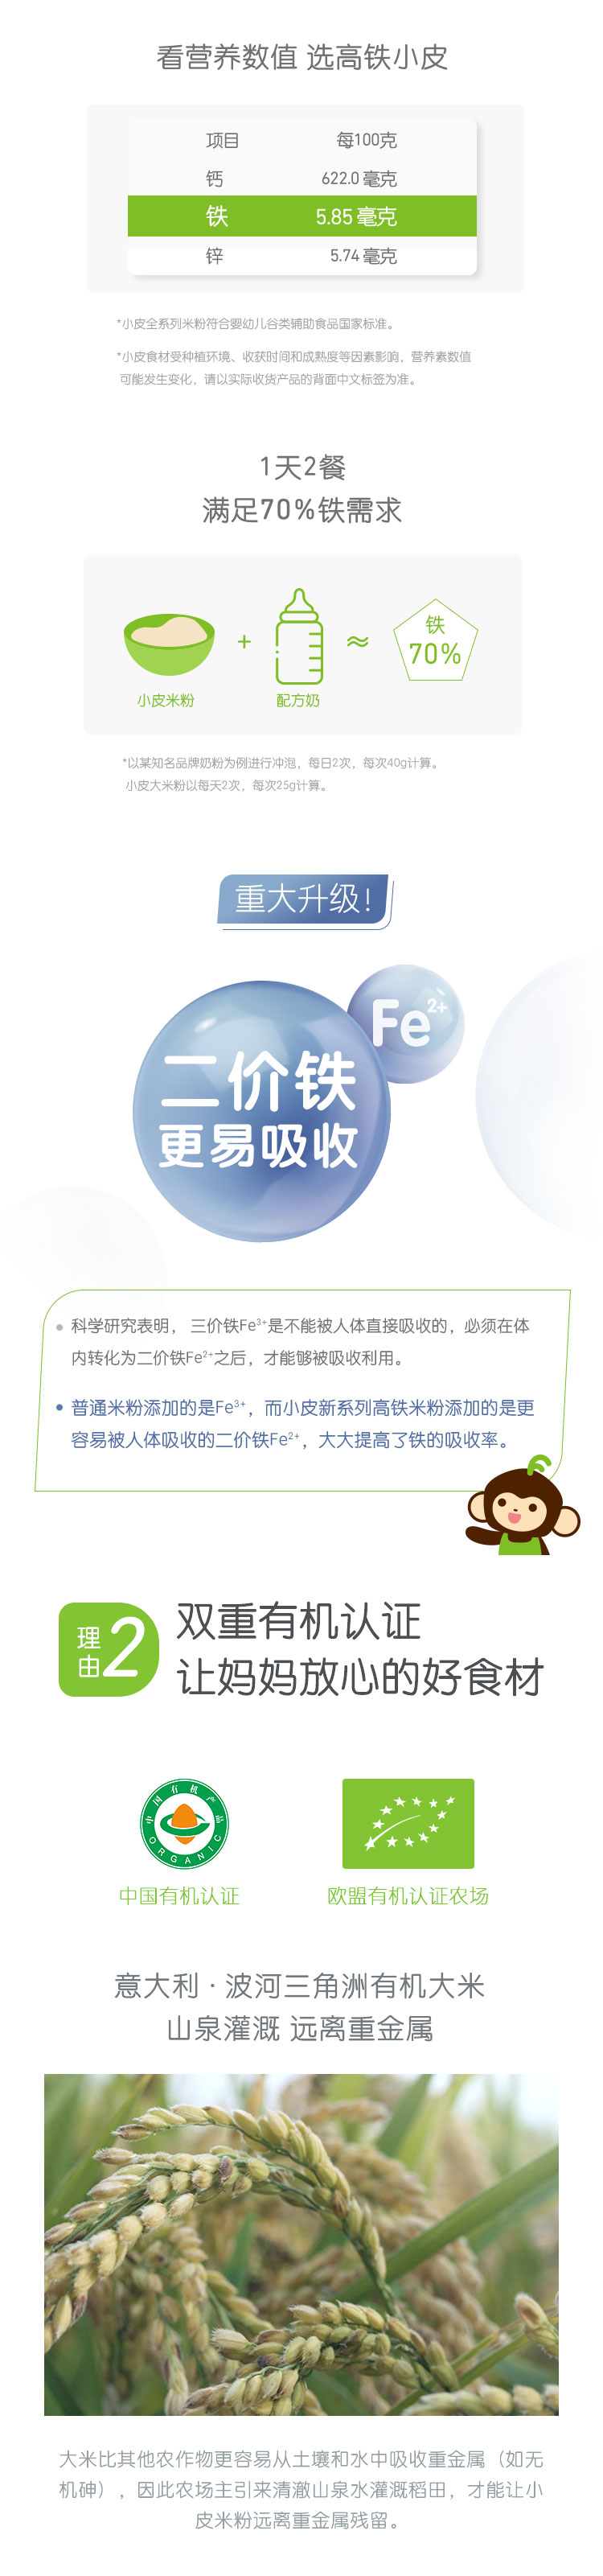 看营养数值 选高铁小皮
项目 每100克
钙 622.0 毫克
铁 5.85 毫克
锌 5.74 毫克
*小皮全系列米粉符合婴幼儿谷类辅助食品国家标准。
*小皮食材受种植环境、收获时间和成熟度等因素影响，营养素数值
可能发生变化，请以实际收货产品的背面中文标签为准。
1天2餐
满足70%铁需求
小皮米粉 + 配方奶 ≈ 铁 70%
*以某知名品牌奶粉为例进行冲泡，每日2次，每次40g计算。
小皮大米粉以每天2次，每次25g计算。
重大升级！
Fe²⁺
二价铁
更易吸收
科学研究表明， 三价铁Fe³⁺是不能被人体直接吸收的，必须在体
内转化为二价铁Fe²⁺之后，才能够被吸收利用。
普通米粉添加的是Fe³⁺，而小皮新系列高铁米粉添加的是更
容易被人体吸收的二价铁Fe²⁺，大大提高了铁的吸收率。
理由2
双重有机认证
让妈妈放心的好食材
中国有机产品
ORGANIC
中国有机认证
欧盟有机认证农场
意大利 · 波河三角洲有机大米
山泉灌溉 远离重金属
大米比其他农作物更容易从土壤和水中吸收重金属（如无
机砷），因此农场主引来清澈山泉水灌溉稻田，才能让小
皮米粉远离重金属残留。